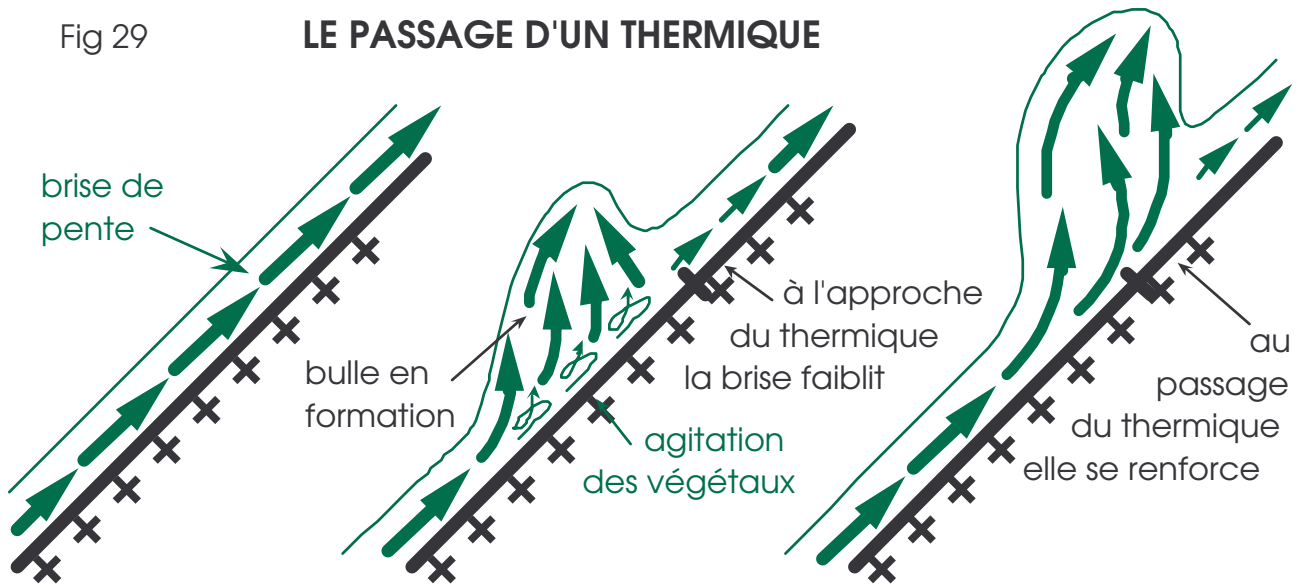 Fig 29
LE PASSAGE D'UN THERMIQUE
brise de
pente
bulle en
formation
à l'approche
du thermique
la brise faiblit
agitation
des végétaux
au
passage
du thermique
elle se renforce